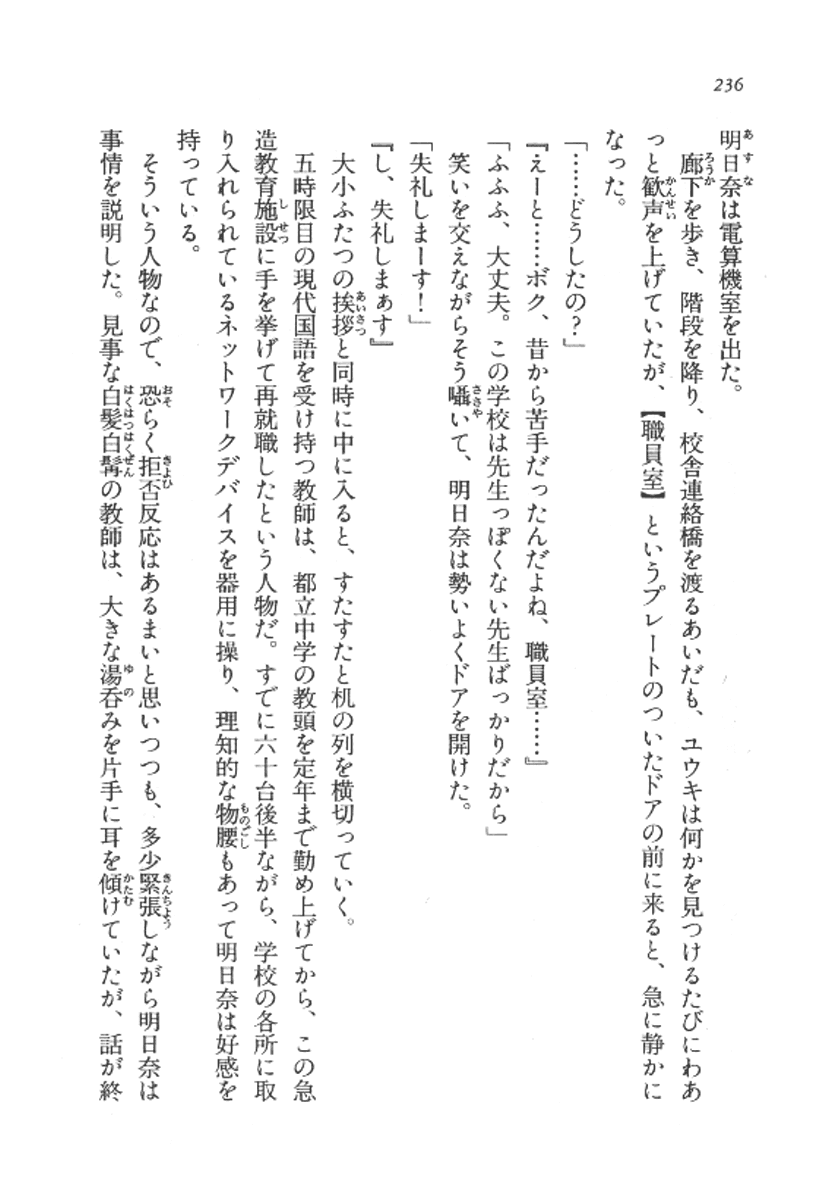 236
明日奈は電算機室を出た。
廊下を歩き、階段を降り、校舎連絡橋を渡るあいだも、ユウキは何かを見つけるたびにわあ
っと歓声を上げていたが、【職員室】というプレートのついたドアの前に来ると、急に静かに
なった。
「……どうしたの?」
『えーと……ボク、昔から苦手だったんだよね、職員室……』
「ふふふ、大丈夫。この学校は先生っぽくない先生ばっかりだから」
笑いを交えながらそう囁いて、明日奈は勢いよくドアを開けた。
「失礼しまーす!」
『し、失礼しまぁす』
大小ふたつの挨拶と同時に中に入ると、すたすたと机の列を横切っていく。
五時限目の現代国語を受け持つ教師は、都立中学の教頭を定年まで勤め上げてから、この急
造教育施設に手を挙げて再就職したという人物だ。すでに六十台後半ながら、学校の各所に取
り入れられているネットワークデバイスを器用に操り、理知的な物腰もあって明日奈は好感を
持っている。
そういう人物なので、恐らく拒否反応はあるまいと思いつつも、多少緊張しながら明日奈は
事情を説明した。見事な白髪白髯の教師は、大きな湯呑みを片手に耳を傾けていたが、話が終